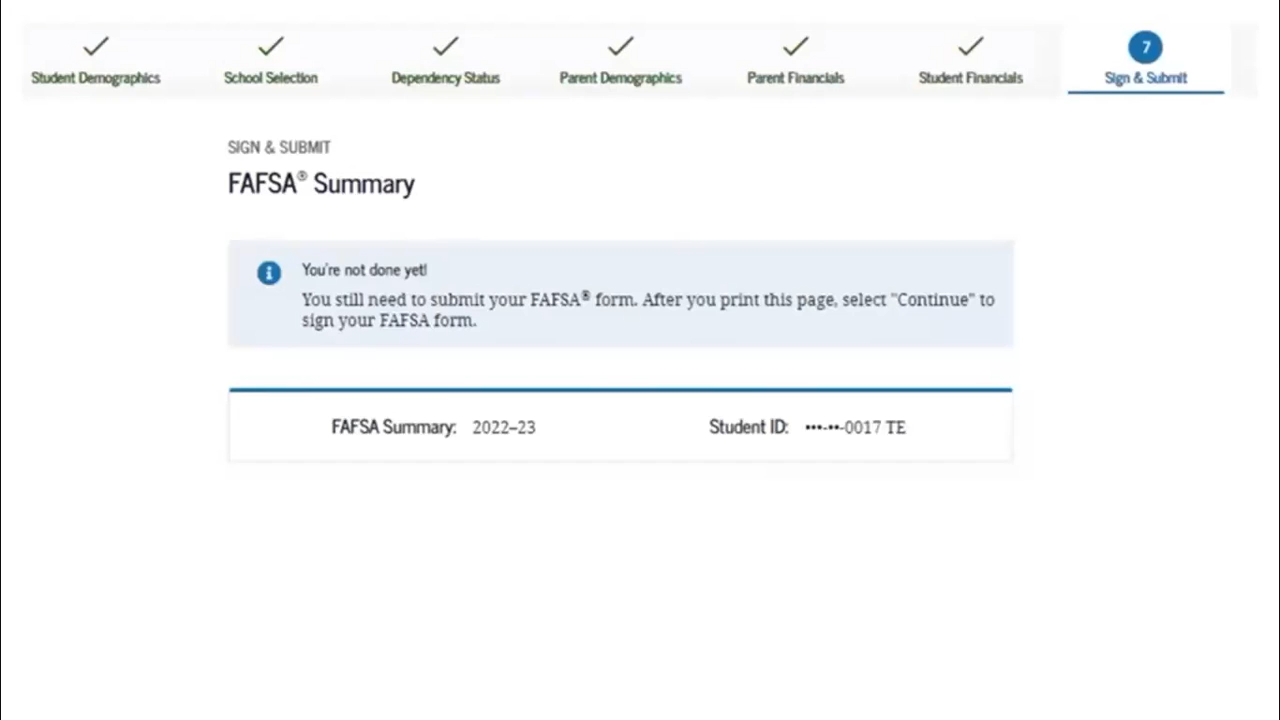 Student Demographics School Selection Dependency Status Parent Demographics Parent Financials Student Financials 7 Sign & Submit
SIGN & SUBMIT
FAFSA® Summary
You're not done yet!
You still need to submit your FAFSA® form. After you print this page, select "Continue" to
sign your FAFSA form.
FAFSA Summary: 2022–23 Student ID: •••-••-0017 TE